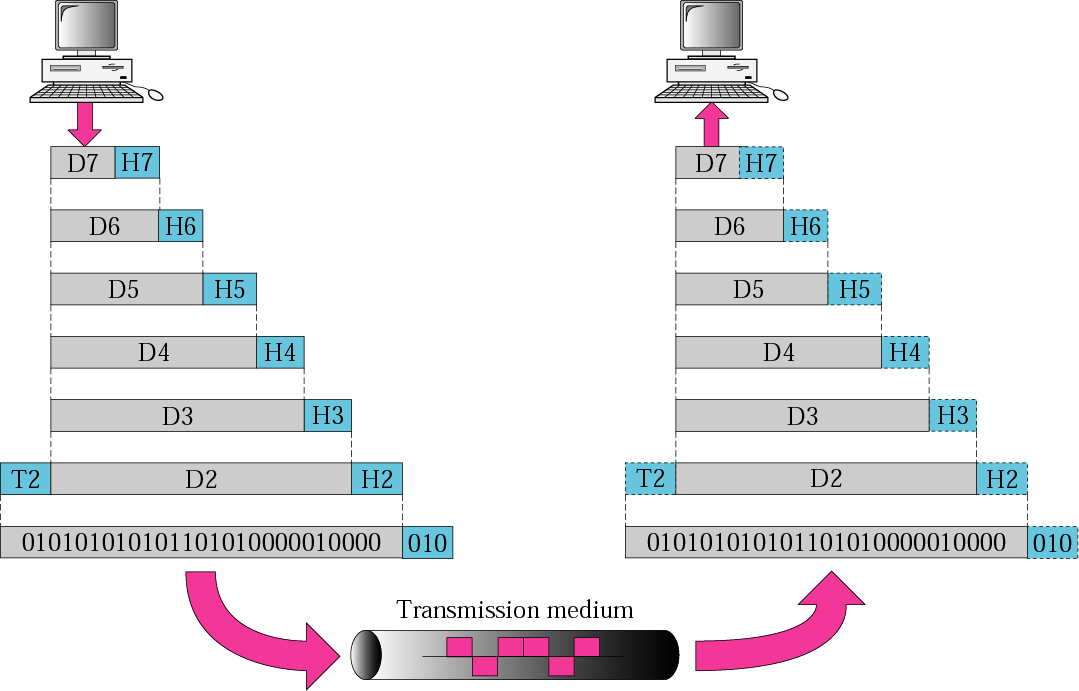 D7 H7
D7 H7
D6 H6
D6 H6
D5 H5
D5 H5
D4 H4
D4 H4
D3 H3
D3 H3
T2 D2 H2
T2 D2 H2
010101010101101010000010000 010
010101010101101010000010000 010
Transmission medium